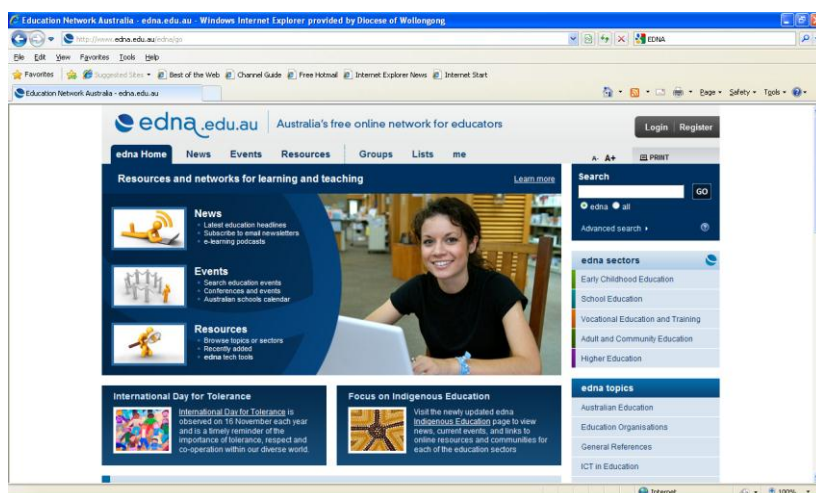 Education Network Australia - edna.edu.au - Windows Internet Explorer provided by Diocese of Wollongong
http://www.edna.edu.au/edna/go
EDNA
File Edit View Favorites Tools Help
Favorites Suggested Sites Best of the Web Channel Guide Free Hotmail Internet Explorer News Internet Start
Education Network Australia - edna.edu.au
Page Safety Tools
edna.edu.au Australia's free online network for educators
Login Register
edna Home News Events Resources Groups Lists me
A- A+ PRINT
Resources and networks for learning and teaching Learn more
News
Latest education headlines
Subscribe to email newsletters
e-learning podcasts
Events
Search education events
Conferences and events
Australian schools calendar
Resources
Browse topics or sectors
Recently added
edna tech tools
Search
GO
edna all
Advanced search
edna sectors
Early Childhood Education
School Education
Vocational Education and Training
Adult and Community Education
Higher Education
edna topics
Australian Education
Education Organisations
General References
ICT in Education
International Day for Tolerance
International Day for Tolerance is
observed on 16 November each year
and is a timely reminder of the
importance of tolerance, respect and
co-operation within our diverse world.
Focus on Indigenous Education
Visit the newly updated edna
Indigenous Education page to view
news, current events, and links to
online resources and communities for
each of the education sectors
Internet 100%